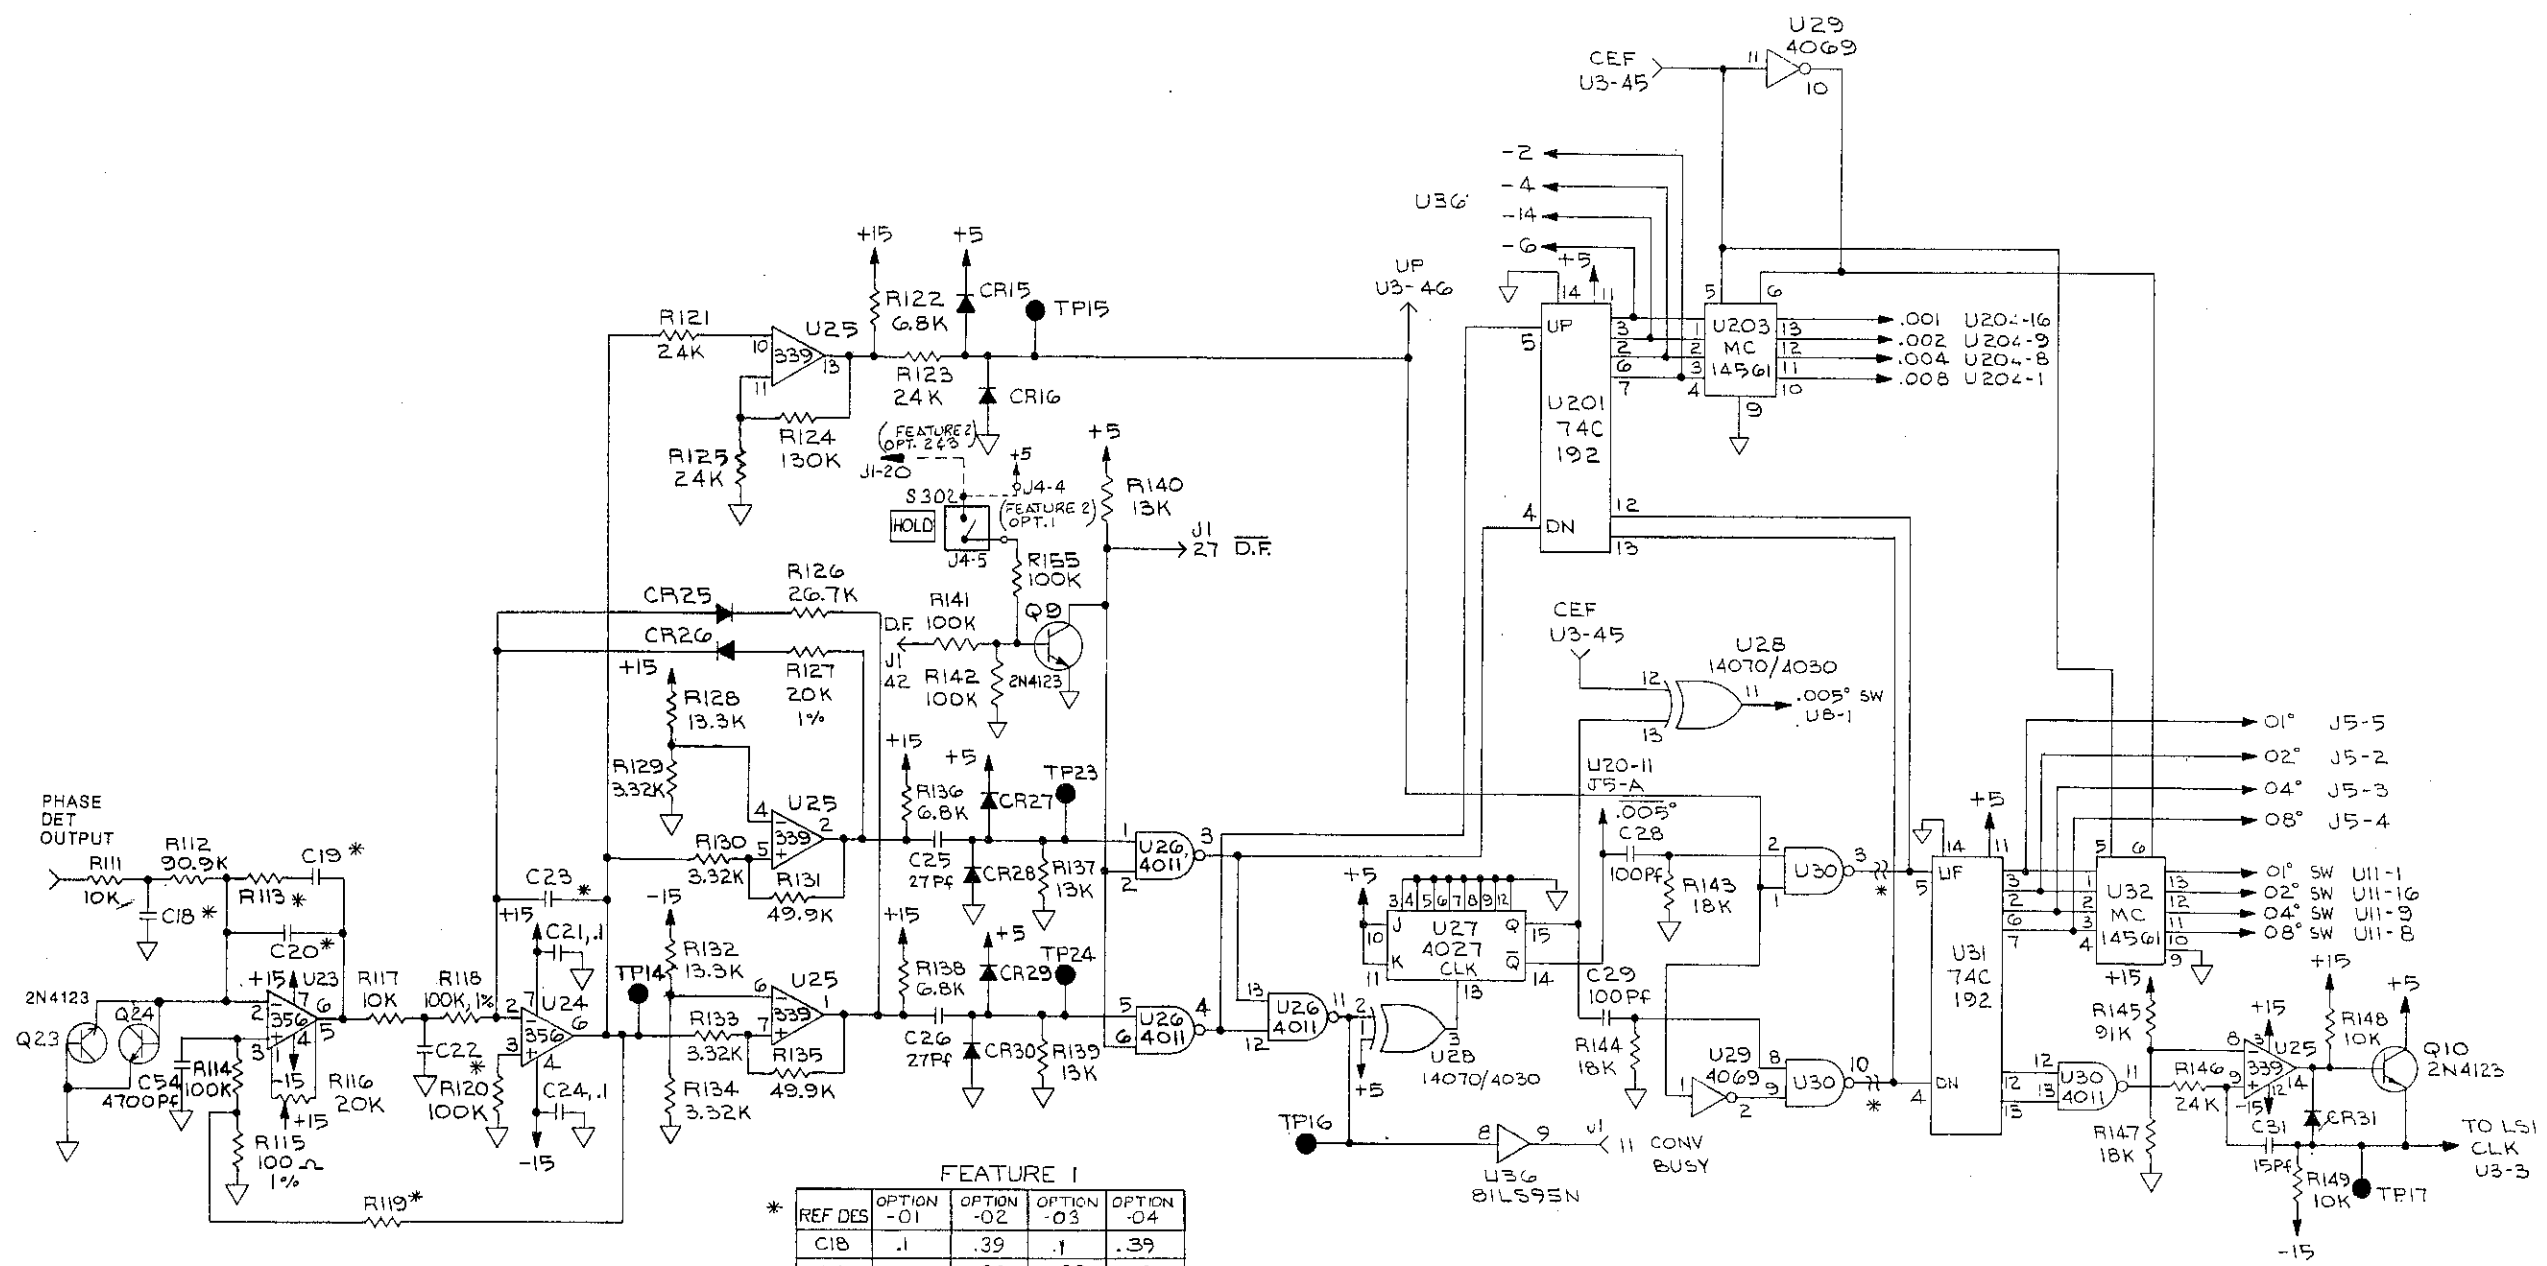 U29
4069
CEF
U3-45
11
10
-2
-4
-14
-6
U36
+5
UP
U3-46
14
11
5
6
UP
5
3
2
6
7
1
2
3
4
U203
MC
14561
13
12
11
10
9
.001
.002 U204-9
.004 U204-8
.008 U204-1
U201
74C
192
4
DN
12
13
+15
+5
R122
6.8K
CR15
TP15
R121
24K
10
11
U25
339
13
R123
24K
CR16
R124
130K
R125
24K
(FEATURE 2)
OPT. 2&3
J1-20
+5
J4-4
S302
HOLD
(FEATURE 2)
OPT. 1
J4-5
+5
R140
13K
J1
27 D.F.
R155
100K
Q9
2N4123
D.F.
J1
42
R141
100K
R142
100K
CR25
R126
26.7K
CR26
R127
20K
1%
+15
R128
13.3K
R129
3.32K
4
5
U25
339
2
R130
3.32K
R131
49.9K
+15
R136
6.8K
+5
CR27
TP23
C25
27Pf
CR28
R137
13K
1
2
U26
4011
3
-15
R132
13.3K
R133
3.32K
R134
3.32K
6
7
U25
339
1
R135
49.9K
+15
R138
6.8K
+5
CR29
TP24
C26
27Pf
CR30
R139
13K
5
6
U26
4011
4
13
12
U26
4011
11
PHASE
DET
OUTPUT
R111
10K
R112
90.9K
C18 *
R113 *
C19 *
C20 *
2N4123
Q23
Q24
+15
U23
356
2
3
7
6
5
4
1
-15
C54
4700Pf
R114
100K
R116
20K
+15
R115
100Ω
1%
R117
10K
R118
100K, 1%
C22
*
R120
100K
C23
*
+15
C21, .1
U24
356
2
3
7
6
4
C24, .1
-15
TP14
R119 *
CEF
U3-45
12
13
U28
14070/4030
11
.005° SW
U8-1
U20-11
J5-A
.005°
C28
100Pf
R143
18K
+5
3 4 5 6 7 8 9 12
J
K
10
11
U27
4027
CLK
Q
15
Q
14
13
2
1
+5
3
U28
14070/4030
C29
100Pf
R144
18K
2
1
U30
3
*
U29
4069
1
2
8
9
U30
10
*
TP16
8
9
U36
81LS95N
J1
11 CONV
BUSY
+5
14
11
5
4
DN
U31
74C
192
3
2
6
7
12
13
01° J5-5
02° J5-2
04° J5-3
08° J5-4
5
6
1
2
3
4
U32
MC
14561
13
12
11
10
9
01° SW U11-1
02° SW U11-16
04° SW U11-9
08° SW U11-8
12
13
U30
4011
11
+15
R145
91K
R146
24K
R147
18K
+15
8
9
U25
339
3
12
14
-15
+15
R148
10K
+5
Q10
2N4123
CR31
C31
15Pf
R149
10K
-15
TP17
CLK
U3-3
FEATURE 1
*
REF DES OPTION -01 OPTION -02 OPTION -03 OPTION -04
C18 .1 .39 .1 .39